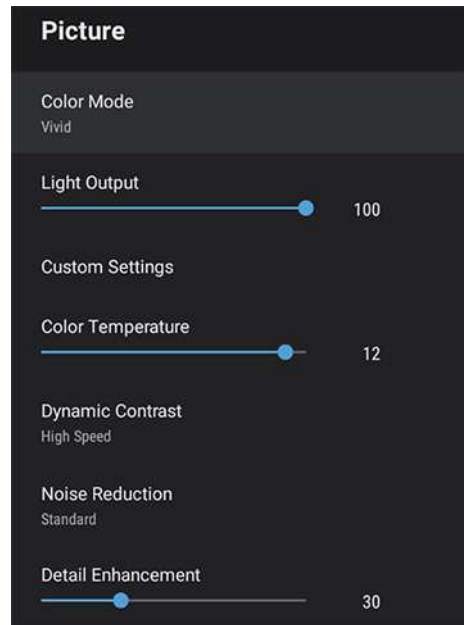 Picture
Color Mode
Vivid
Light Output
100
Custom Settings
Color Temperature
12
Dynamic Contrast
High Speed
Noise Reduction
Standard
Detail Enhancement
30